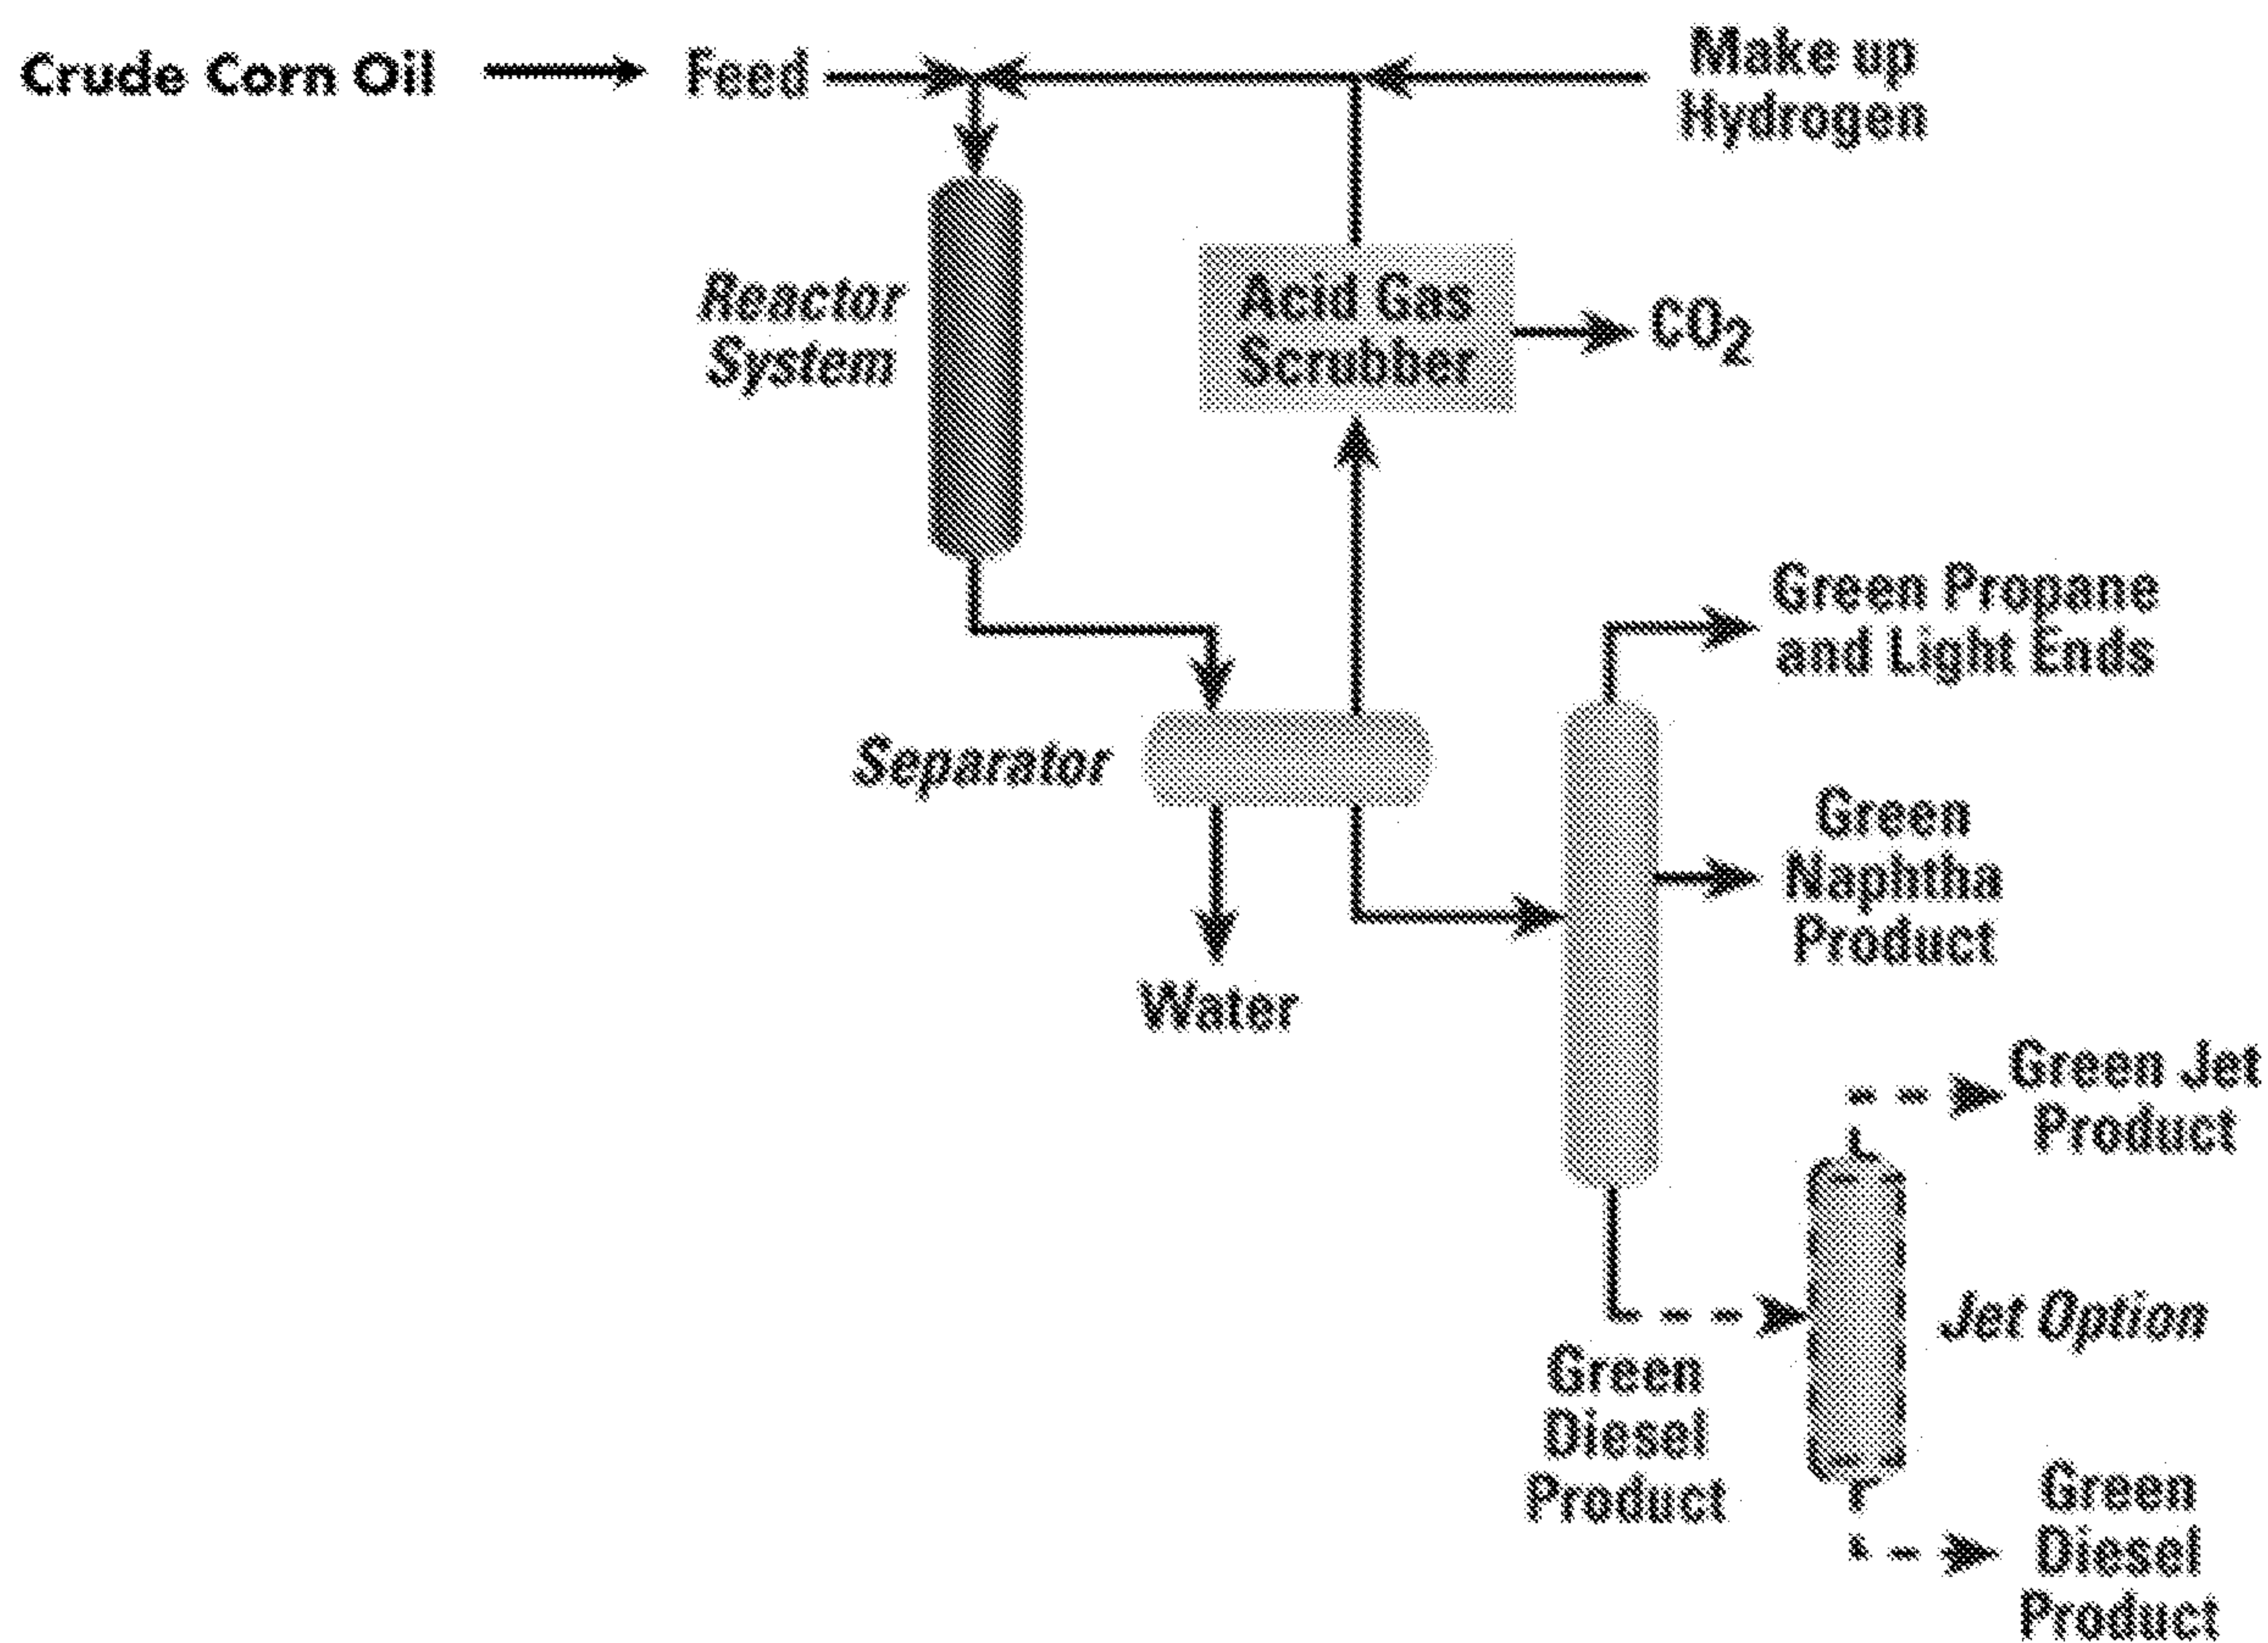 Crude Corn Oil
Feed
Make up
Hydrogen
Reactor
System
Acid Gas
Scrubber
CO2
Green Propane
and Light Ends
Separator
Green
Naphtha
Product
Water
Green Jet
Product
Jet Option
Green
Diesel
Product
Green
Diesel
Product